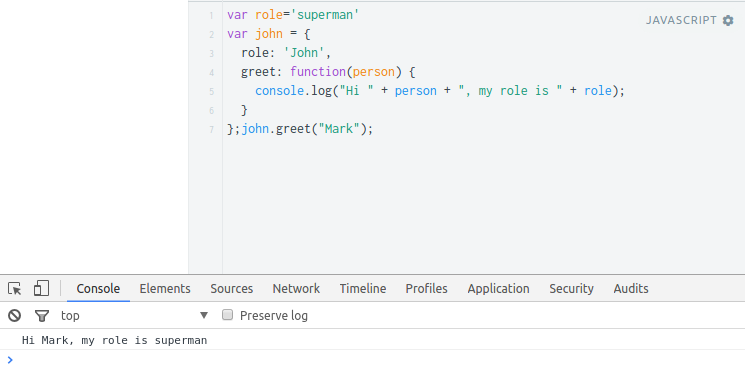 JAVASCRIPT
1 var role='superman'
2 var john = {
3   role: 'John',
4   greet: function(person) {
5     console.log("Hi " + person + ", my role is " + role);
6   }
7 };john.greet("Mark");
Console Elements Sources Network Timeline Profiles Application Security Audits
top Preserve log
Hi Mark, my role is superman
>